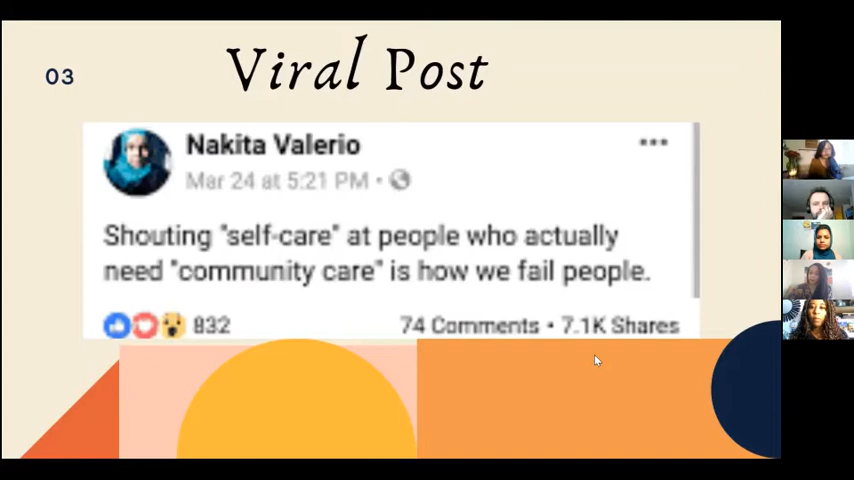 03
Viral Post
Nakita Valerio
Mar 24 at 5:21 PM •
Shouting "self-care" at people who actually
need "community care" is how we fail people.
832
74 Comments • 7.1K Shares